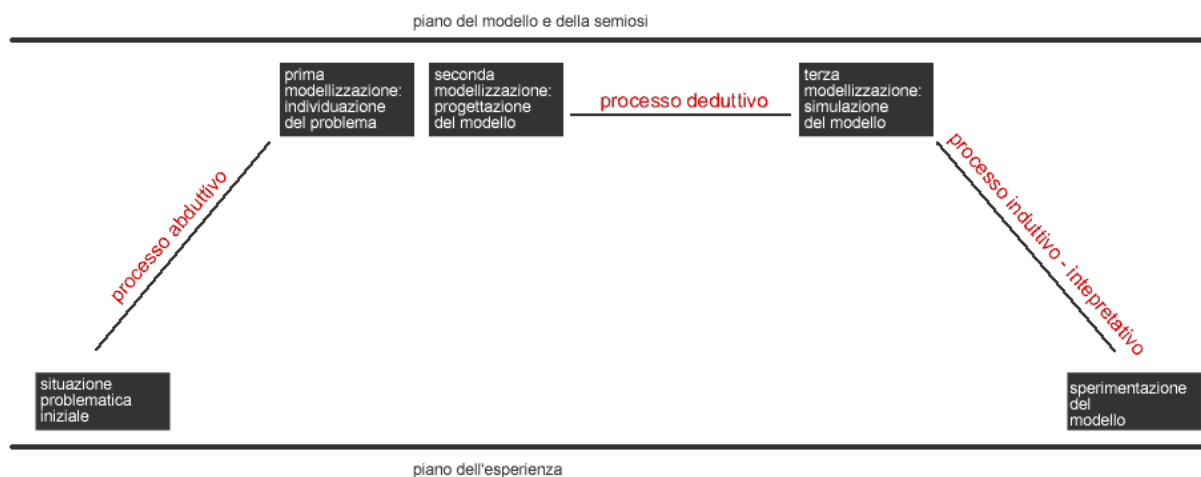 piano del modello e della semiosi
prima
modellizzazione:
individuazione
del problema
seconda
modellizzazione:
progettazione
del modello
processo deduttivo
terza
modellizzazione:
simulazione
del modello
processo abduttivo
processo induttivo - intepretativo
situazione
problematica
iniziale
sperimentazione
del
modello
piano dell'esperienza